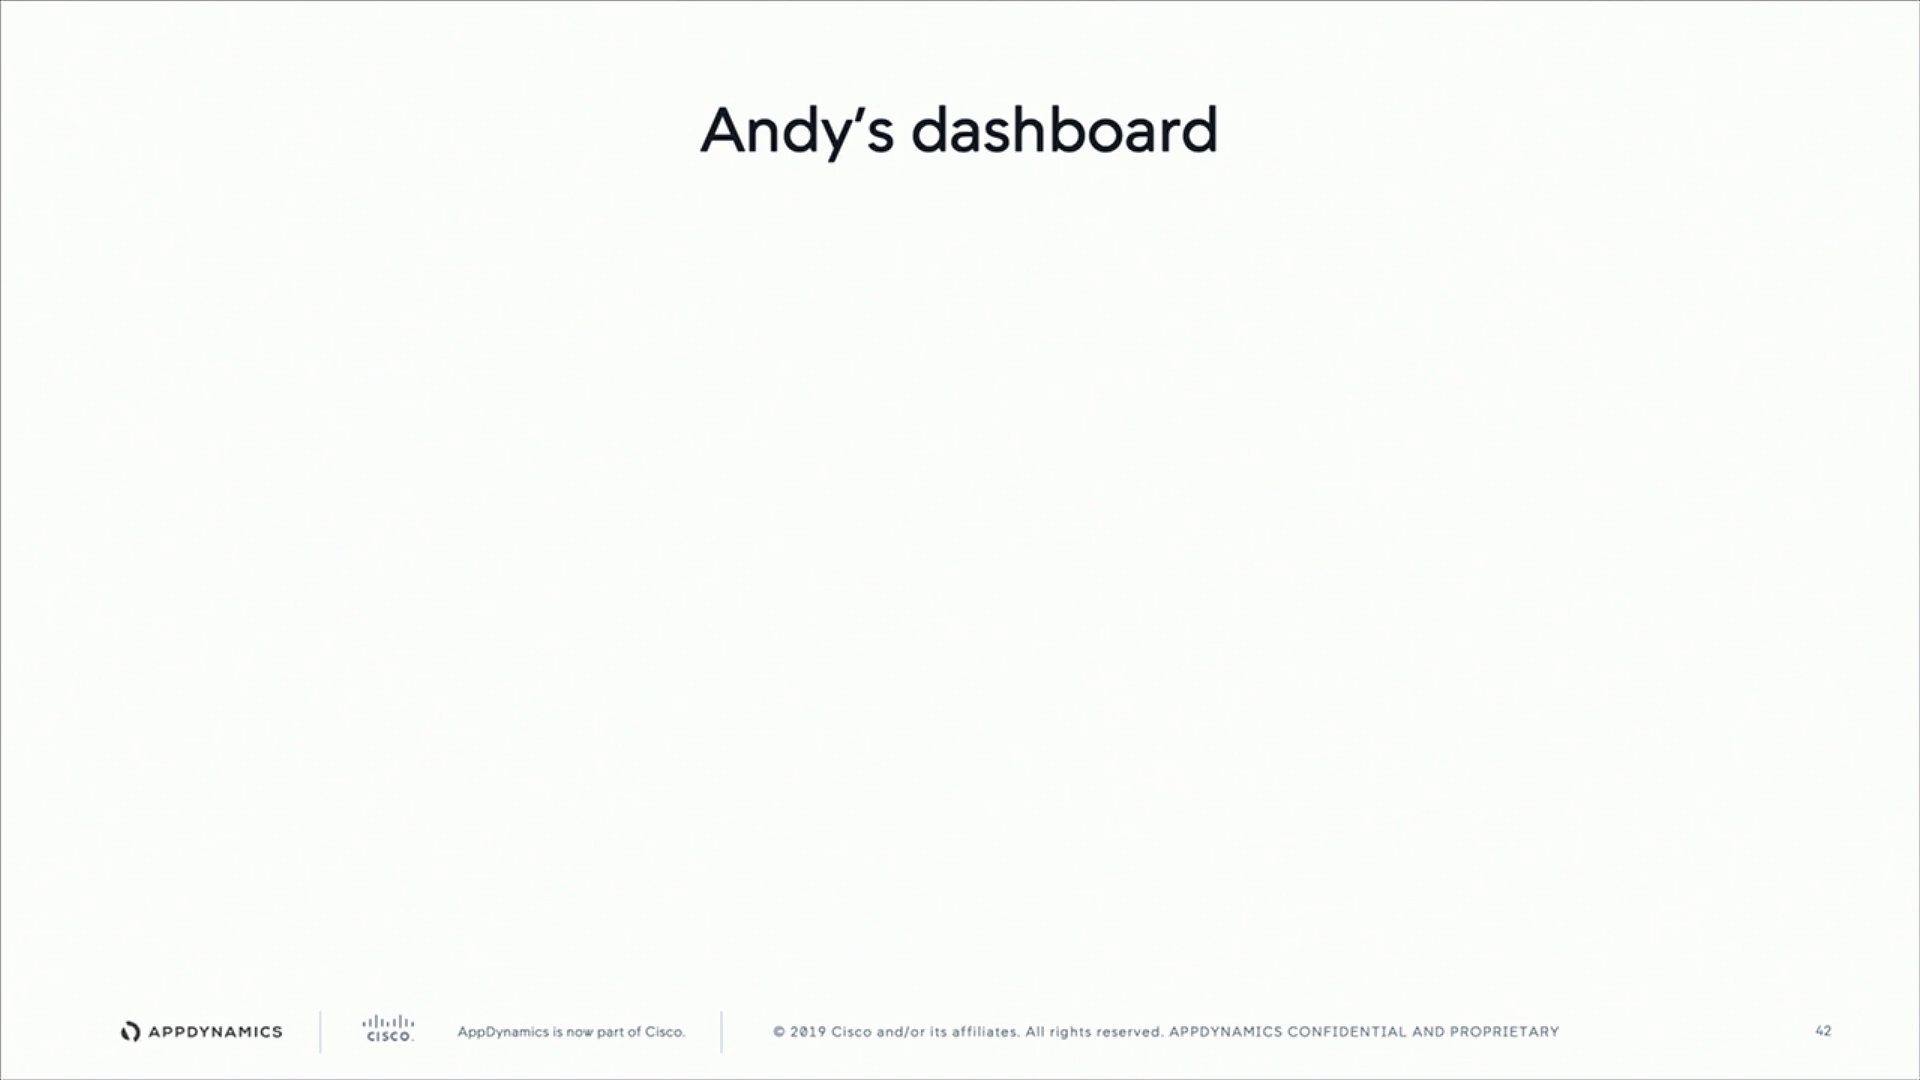 Andy's dashboard
APPDYNAMICS
CISCO.
AppDynamics is now part of Cisco.
© 2019 Cisco and/or its affiliates. All rights reserved. APPDYNAMICS CONFIDENTIAL AND PROPRIETARY
42